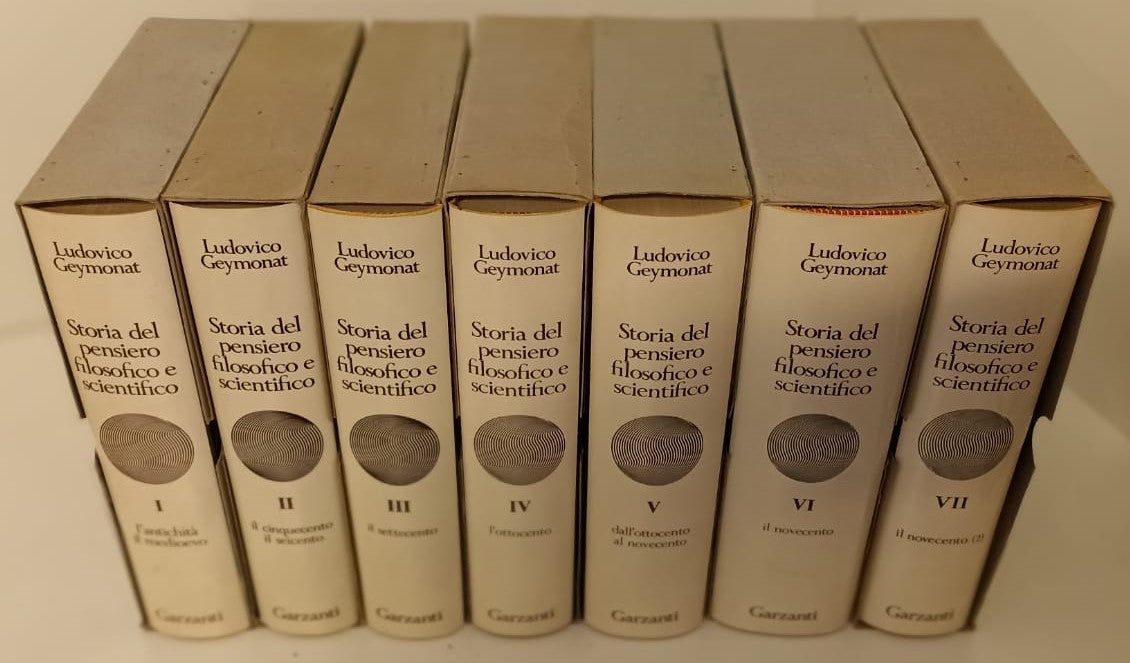 Ludovico
Geymonat
Storia del
pensiero
filosofico e
scientifico
I
l'antichità
il medioevo
Garzanti
Ludovico
Geymonat
Storia del
pensiero
filosofico e
scientifico
II
il cinquecento
il seicento
Garzanti
Ludovico
Geymonat
Storia del
pensiero
filosofico e
scientifico
III
il settecento
Garzanti
Ludovico
Geymonat
Storia del
pensiero
filosofico e
scientifico
IV
l'ottocento
Garzanti
Ludovico
Geymonat
Storia del
pensiero
filosofico e
scientifico
V
dall'ottocento
al novecento
Garzanti
Ludovico
Geymonat
Storia del
pensiero
filosofico e
scientifico
VI
il novecento
Garzanti
Ludovico
Geymonat
Storia del
pensiero
filosofico e
scientifico
VII
il novecento (2)
Garzanti